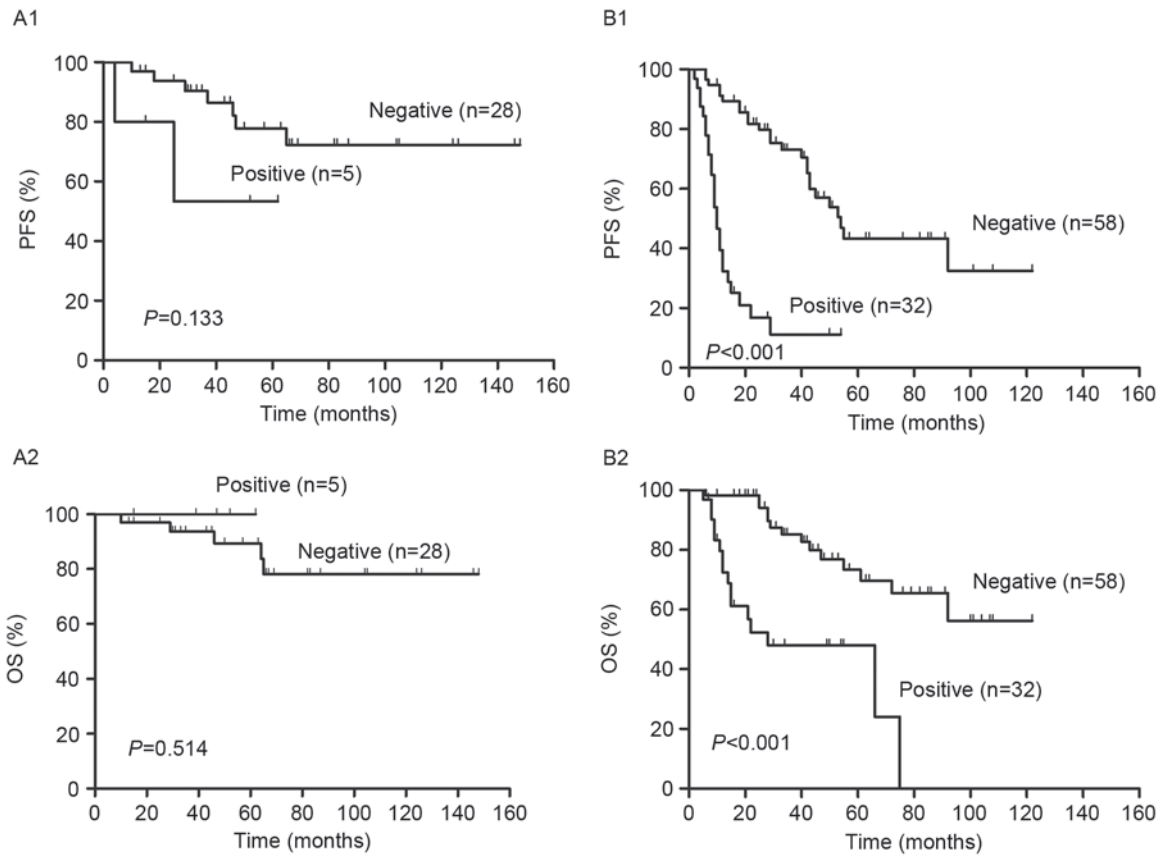 A1
100
80
60
40
20
0
PFS (%)
Negative (n=28)
Positive (n=5)
P=0.133
0 20 40 60 80 100 120 140 160
Time (months)
B1
100
80
60
40
20
0
PFS (%)
Negative (n=58)
Positive (n=32)
P<0.001
0 20 40 60 80 100 120 140 160
Time (months)
A2
Positive (n=5)
100
80
60
40
20
0
OS (%)
Negative (n=28)
P=0.514
0 20 40 60 80 100 120 140 160
Time (months)
B2
100
80
60
40
20
0
OS (%)
Negative (n=58)
Positive (n=32)
P<0.001
0 20 40 60 80 100 120 140 160
Time (months)